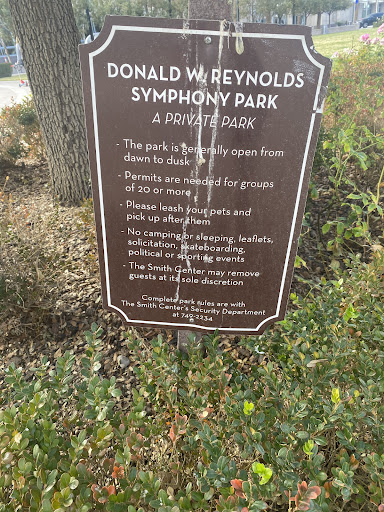 DONALD W. REYNOLDS
SYMPHONY PARK
A PRIVATE PARK
- The park is generally open from
dawn to dusk
- Permits are needed for groups
of 20 or more
- Please leash your pets and
pick up after them
- No camping or sleeping, leaflets,
solicitation, skateboarding,
political or sporting events
- The Smith Center may remove
guests at its sole discretion
Complete park rules are with
The Smith Center's Security Department
at 749-2234